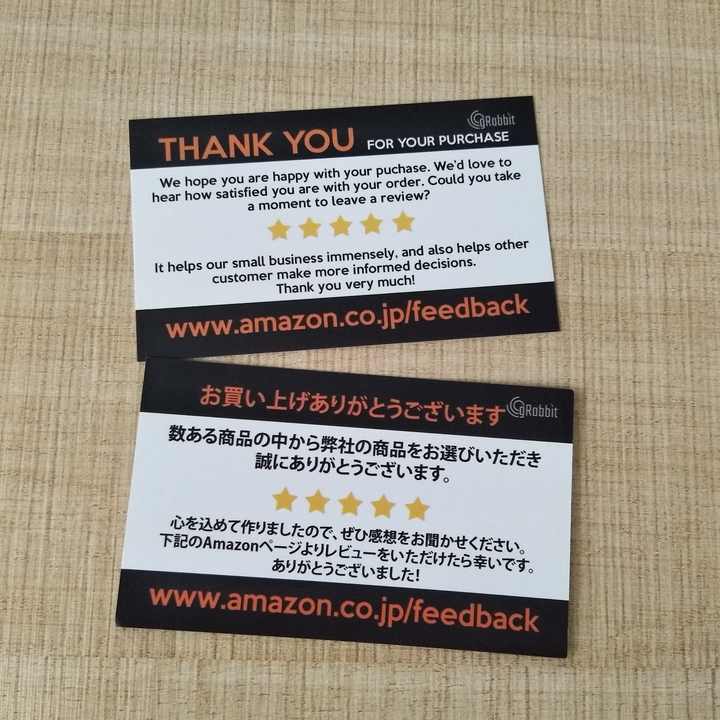 gRabbit
THANK YOU FOR YOUR PURCHASE
We hope you are happy with your puchase. We'd love to
hear how satisfied you are with your order. Could you take
a moment to leave a review?
It helps our small business immensely, and also helps other
customer make more informed decisions.
Thank you very much!
www.amazon.co.jp/feedback
お買い上げありがとうございます
gRabbit
数ある商品の中から弊社の商品をお選びいただき
誠にありがとうございます。
心を込めて作りましたので、ぜひ感想をお聞かせください。
下記のAmazonページよりレビューをいただけたら幸いです。
ありがとうございました!
www.amazon.co.jp/feedback